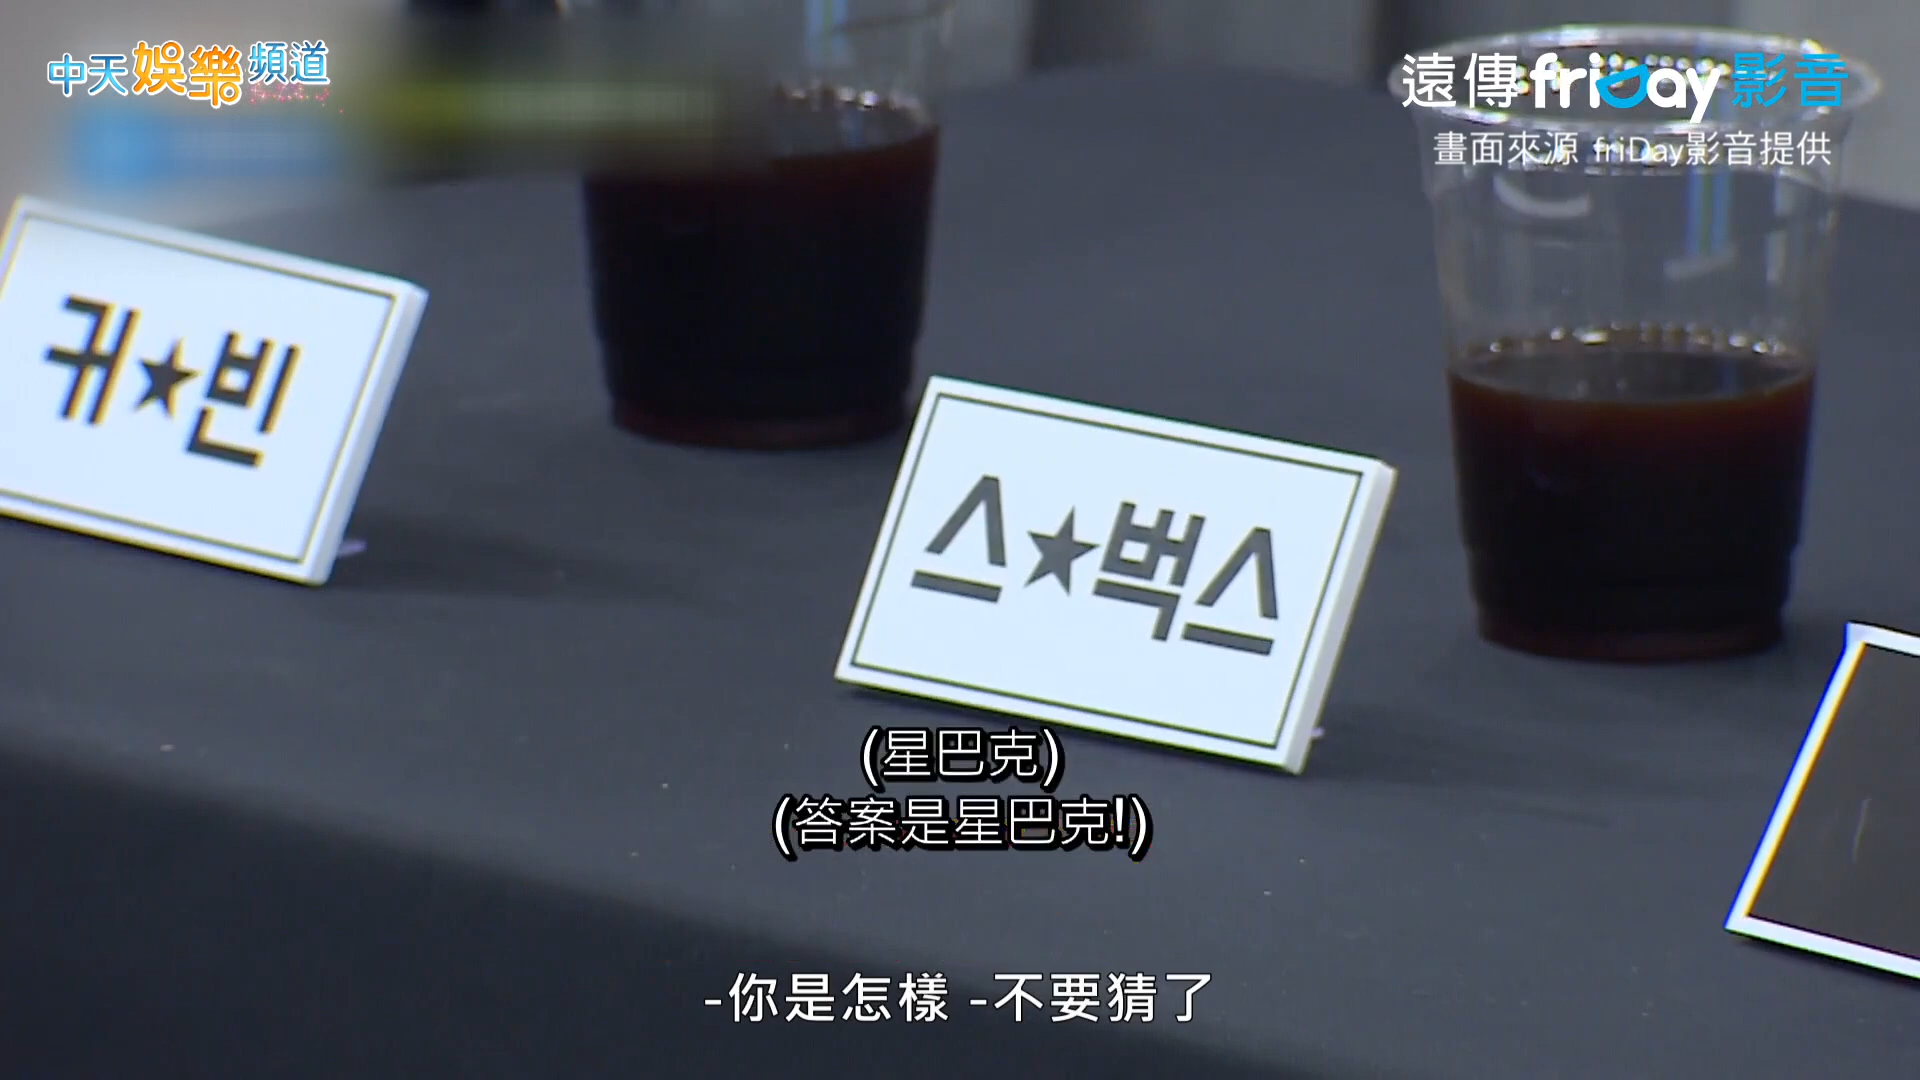 中天娛樂頻道
遠傳friDay影音
畫面來源 friDay影音提供
귀★빈
스★벅스
(星巴克)
(答案是星巴克!)
-你是怎樣 -不要猜了